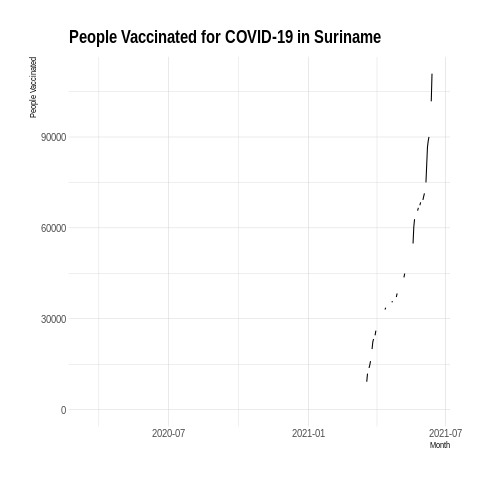 People Vaccinated for COVID-19 in Suriname
People Vaccinated
90000
60000
30000
0
2020-07
2021-01
2021-07
Month